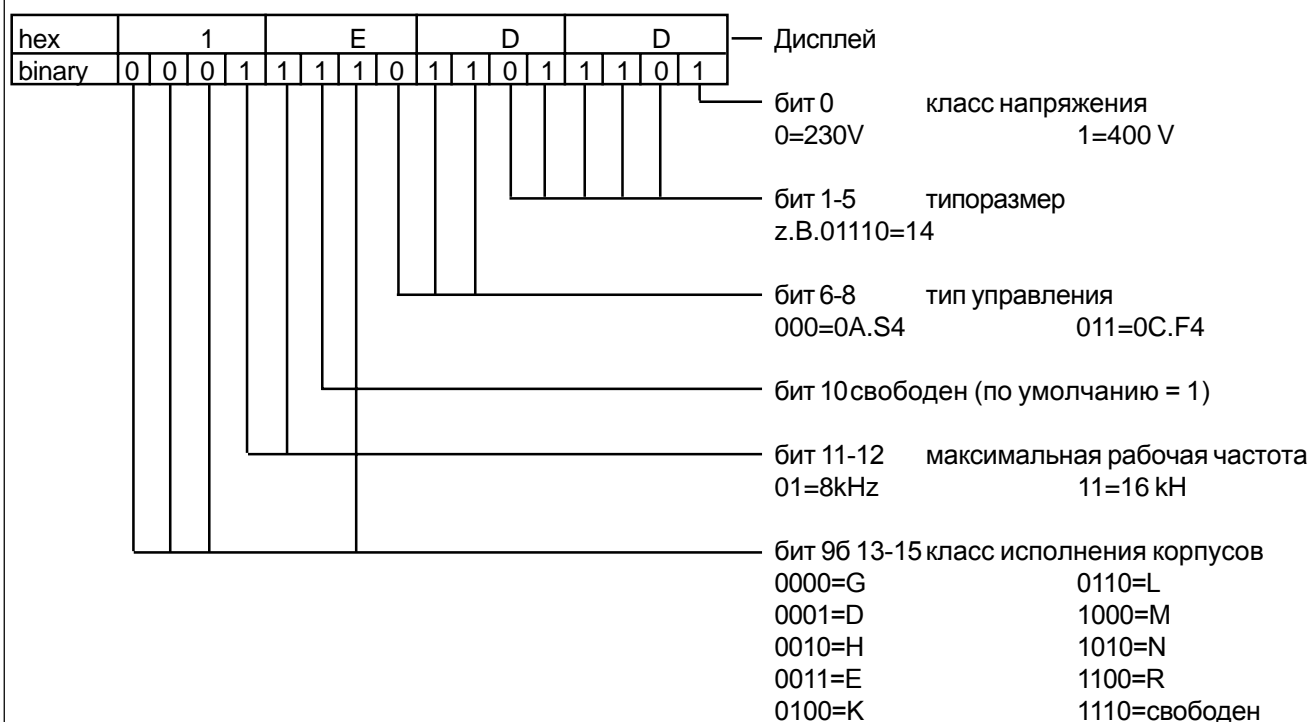 hex 1 E D D Дисплей
binary 0 0 0 1 1 1 1 0 1 1 0 1 1 1 0 1
бит 0 класс напряжения
0=230V 1=400 V
бит 1-5 типоразмер
z.B.01110=14
бит 6-8 тип управления
000=0A.S4 011=0C.F4
бит 10 свободен (по умолчанию = 1)
бит 11-12 максимальная рабочая частота
01=8kHz 11=16 kH
бит 9б 13-15 класс исполнения корпусов
0000=G 0110=L
0001=D 1000=M
0010=H 1010=N
0011=E 1100=R
0100=K 1110=свободен